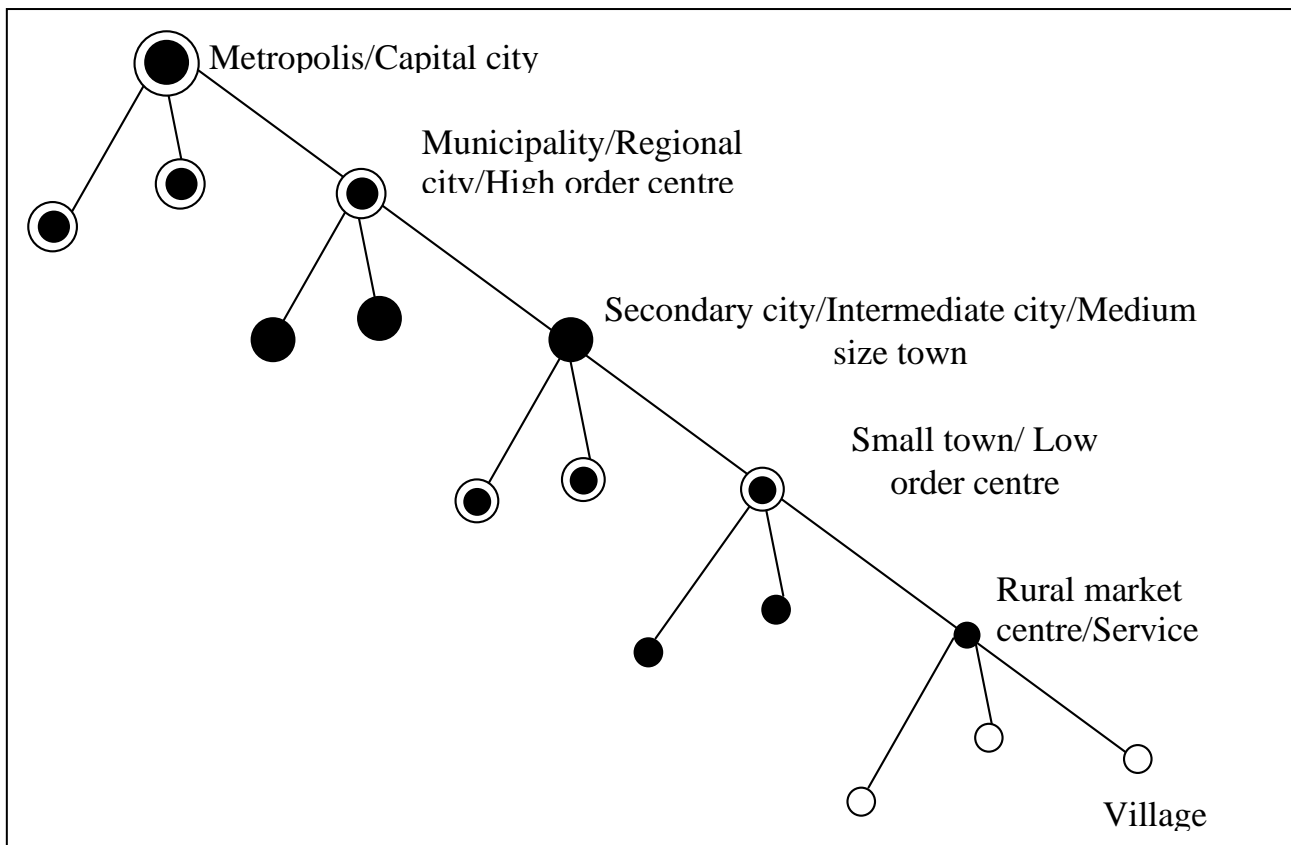 Metropolis/Capital city
Municipality/Regional
city/High order centre
Secondary city/Intermediate city/Medium
size town
Small town/ Low
order centre
Rural market
centre/Service
Village